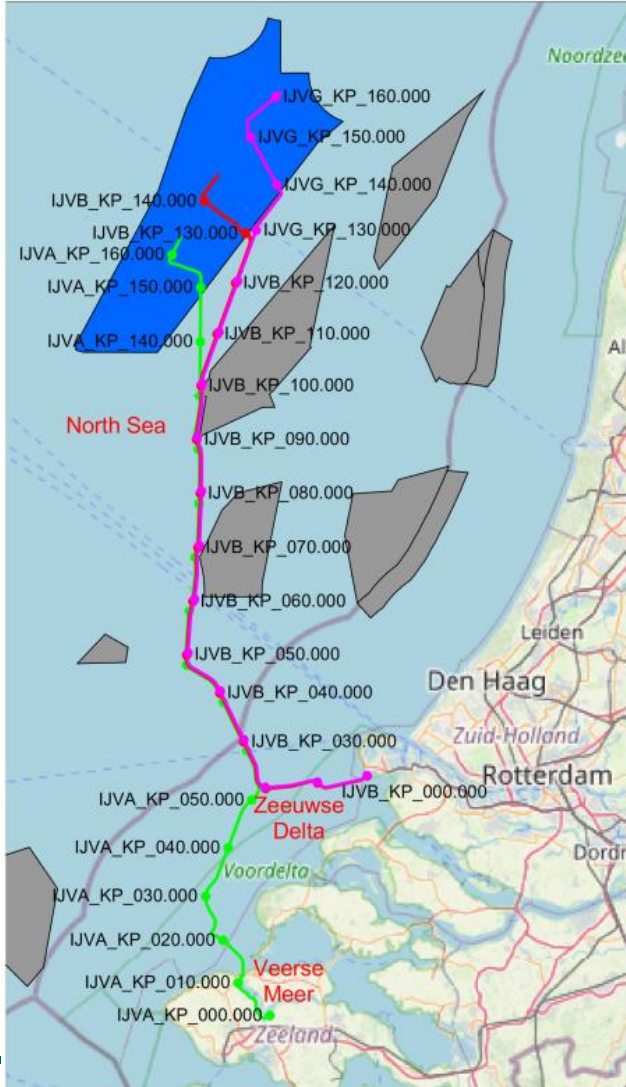 Noordzee
IJVG_KP_160.000
IJVG_KP_150.000
IJVG_KP_140.000
IJVB_KP_140.000
IJVB_KP_130.000
IJVG_KP_130.000
IJVA_KP_160.000
IJVA_KP_150.000
IJVB_KP_120.000
IJVA_KP_140.000
IJVB_KP_110.000
Al
IJVB_KP_100.000
North Sea
IJVB_KP_090.000
IJVB_KP_080.000
IJVB_KP_070.000
IJVB_KP_060.000
Leiden
IJVB_KP_050.000
Den Haag
IJVB_KP_040.000
Zuid-Holland
IJVB_KP_030.000
Rotterdam
IJVB_KP_000.000
IJVA_KP_050.000
Zeeuwse
Delta
IJVA_KP_040.000
Dordr
Voordelta
IJVA_KP_030.000
IJVA_KP_020.000
Veerse
Meer
IJVA_KP_010.000
IJVA_KP_000.000
Zeeland